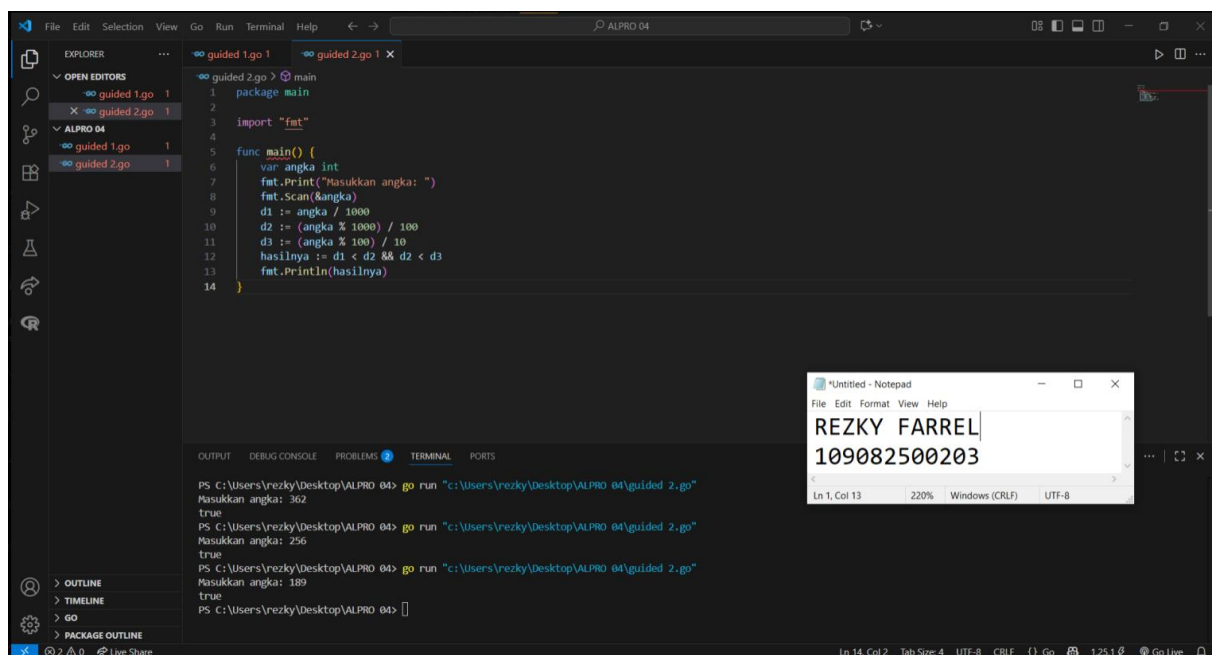 File Edit Selection View Go Run Terminal Help
ALPRO 04
EXPLORER
OPEN EDITORS
guided 1.go 1
guided 2.go 1
ALPRO 04
guided 1.go 1
guided 2.go 1
OUTLINE
TIMELINE
GO
PACKAGE OUTLINE
guided 1.go 1 guided 2.go 1
guided 2.go > main
1 package main
2
3 import "fmt"
4
5 func main() {
6 var angka int
7 fmt.Print("Masukkan angka: ")
8 fmt.Scan(&angka)
9 d1 := angka / 1000
10 d2 := (angka % 1000) / 100
11 d3 := (angka % 100) / 10
12 hasilnya := d1 < d2 && d2 < d3
13 fmt.Println(hasilnya)
14 }
OUTPUT DEBUG CONSOLE PROBLEMS 2 TERMINAL PORTS
PS C:\Users\rezky\Desktop\ALPRO 04> go run "c:\Users\rezky\Desktop\ALPRO 04\guided 2.go"
Masukkan angka: 362
true
PS C:\Users\rezky\Desktop\ALPRO 04> go run "c:\Users\rezky\Desktop\ALPRO 04\guided 2.go"
Masukkan angka: 256
true
PS C:\Users\rezky\Desktop\ALPRO 04> go run "c:\Users\rezky\Desktop\ALPRO 04\guided 2.go"
Masukkan angka: 189
true
PS C:\Users\rezky\Desktop\ALPRO 04>
*Untitled - Notepad
File Edit Format View Help
REZKY FARREL
109082500203
Ln 1, Col 13 220% Windows (CRLF) UTF-8
2 0 Live Share
Ln 14, Col 2 Tab Size: 4 UTF-8 CRLF {} Go 1.25.1 Go Live